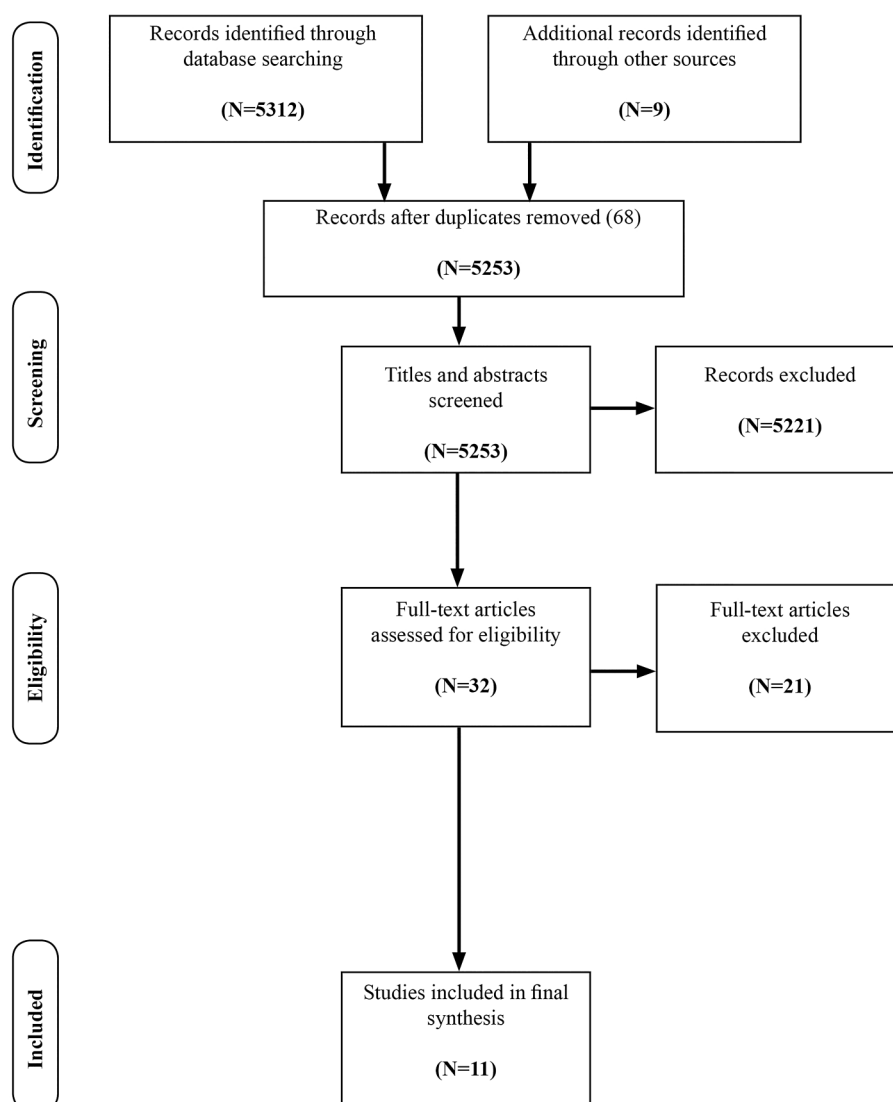 Identification
Records identified through
database searching
(N=5312)
Additional records identified
through other sources
(N=9)
Records after duplicates removed (68)
(N=5253)
Screening
Titles and abstracts
screened
(N=5253)
Records excluded
(N=5221)
Eligibility
Full-text articles
assessed for eligibility
(N=32)
Full-text articles
excluded
(N=21)
Included
Studies included in final
synthesis
(N=11)